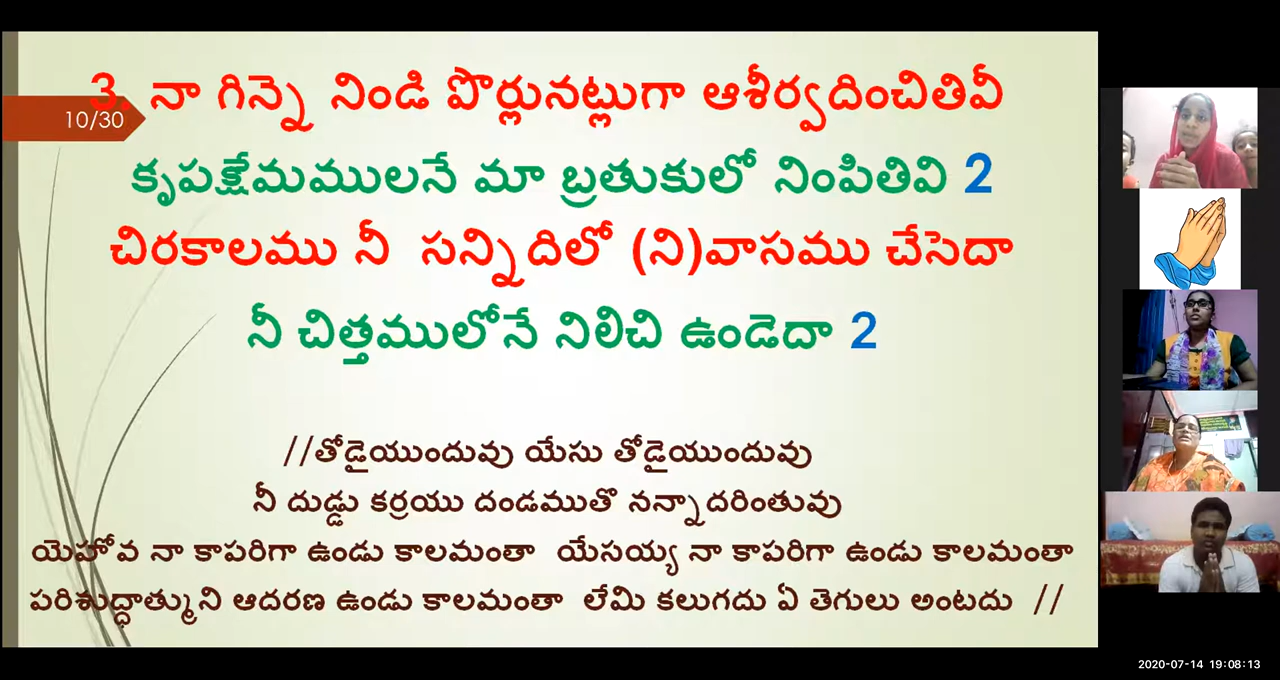 3. నా గిన్నె నిండి పొర్లునట్లుగా ఆశీర్వదించితివీ
10/30
కృపక్షేమములనే మా బ్రతుకులో నింపితివి 2
చిరకాలము నీ సన్నిదిలో (ని)వాసము చేసెదా
నీ చిత్తములోనే నిలిచి ఉండెదా 2
//తోడైయుందువు యేసు తోడైయుందువు
నీ దుడ్డు కర్రయు దండముతొ నన్నాదరింతువు
యెహోవ నా కాపరిగా ఉండు కాలమంతా యేసయ్య నా కాపరిగా ఉండు కాలమంతా
పరిశుద్ధాత్ముని ఆదరణ ఉండు కాలమంతా లేమి కలుగదు ఏ తెగులు అంటదు //
2020-07-14 19:08:13